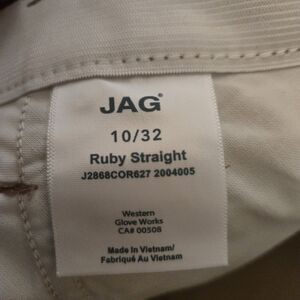 JAG®
10/32
Ruby Straight
J2868COR627 2004005
Western
Glove Works
CA# 00508
Made In Vietnam/
Fabriqué Au Vietnam